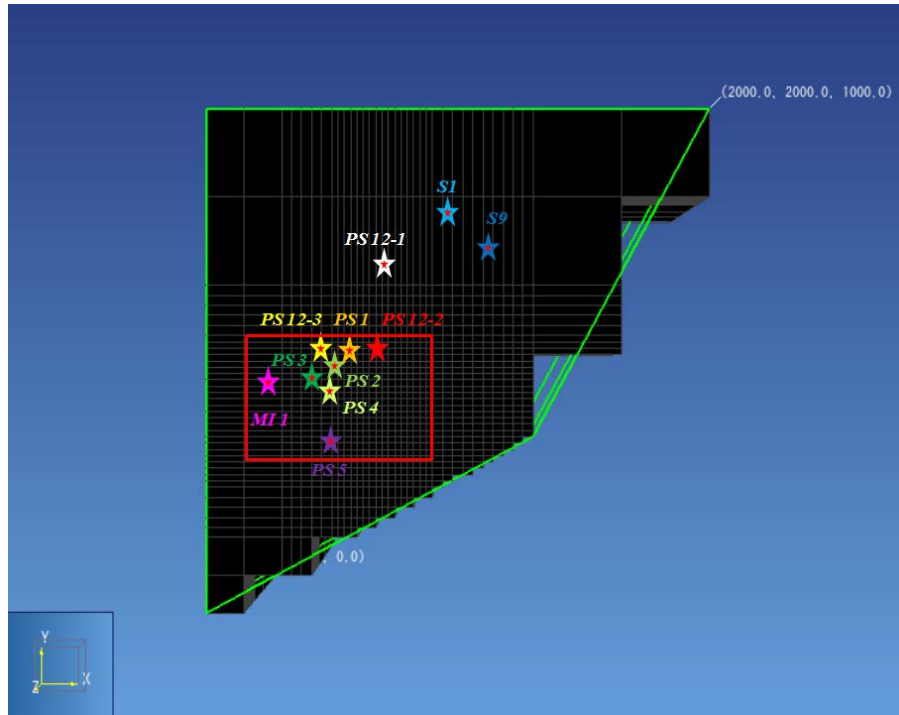 (2000.0, 2000.0, 1000.0)
S1
S9
PS 12-1
PS 12-3 PS 1 PS 12-2
PS 3
PS 2
PS 4
MI 1
PS 5
, 0.0)
Y
Z X